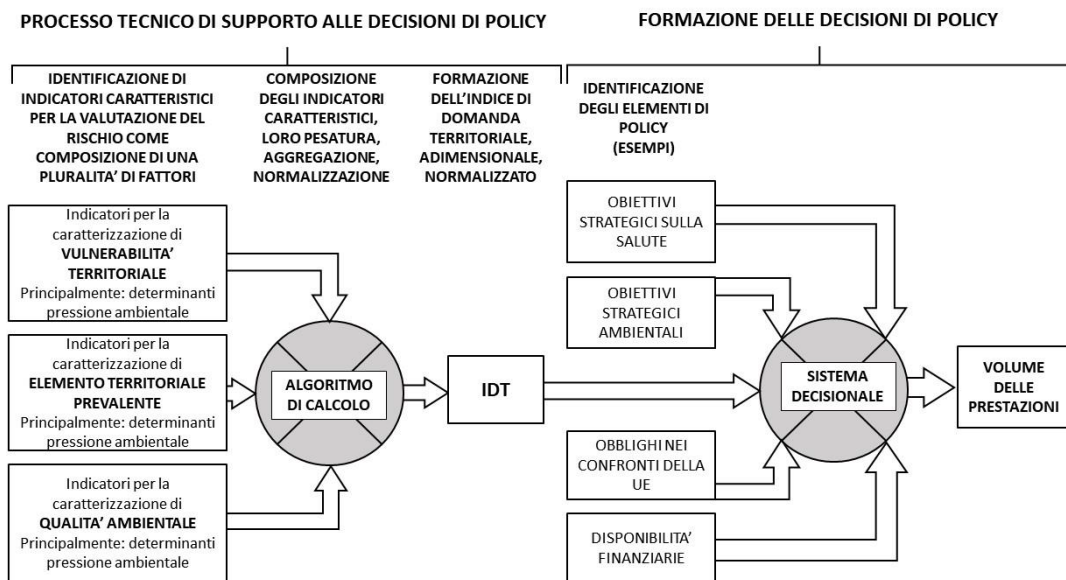 PROCESSO TECNICO DI SUPPORTO ALLE DECISIONI DI POLICY
FORMAZIONE DELLE DECISIONI DI POLICY
IDENTIFICAZIONE DI
INDICATORI CARATTERISTICI
PER LA VALUTAZIONE DEL
RISCHIO COME
COMPOSIZIONE DI UNA
PLURALITA’ DI FATTORI
COMPOSIZIONE
DEGLI INDICATORI
CARATTERISTICI,
LORO PESATURA,
AGGREGAZIONE,
NORMALIZZAZIONE
FORMAZIONE
DELL’INDICE DI
DOMANDA
TERRITORIALE,
ADIMENSIONALE,
NORMALIZZATO
IDENTIFICAZIONE
DEGLI ELEMENTI DI
POLICY
(ESEMPI)
Indicatori per la
caratterizzazione di
VULNERABILITA’
TERRITORIALE
Principalmente: determinanti
pressione ambientale
Indicatori per la
caratterizzazione di
ELEMENTO TERRITORIALE
PREVALENTE
Principalmente: determinanti
pressione ambientale
Indicatori per la
caratterizzazione di
QUALITA’ AMBIENTALE
Principalmente: determinanti
pressione ambientale
ALGORITMO
DI CALCOLO
IDT
OBIETTIVI
STRATEGICI SULLA
SALUTE
OBIETTIVI
STRATEGICI
AMBIENTALI
OBBLIGHI NEI
CONFRONTI DELLA
UE
DISPONIBILITA’
FINANZIARIE
SISTEMA
DECISIONALE
VOLUME
DELLE
PRESTAZIONI